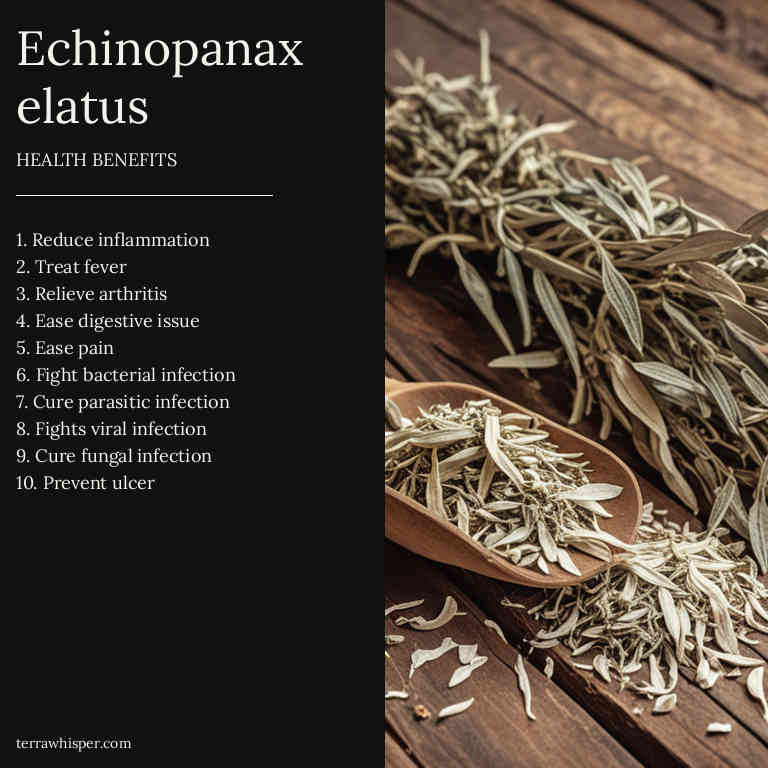 Echinopanax
elatus
HEALTH BENEFITS
1. Reduce inflammation
2. Treat fever
3. Relieve arthritis
4. Ease digestive issue
5. Ease pain
6. Fight bacterial infection
7. Cure parasitic infection
8. Fights viral infection
9. Cure fungal infection
10. Prevent ulcer
terrawhisper.com